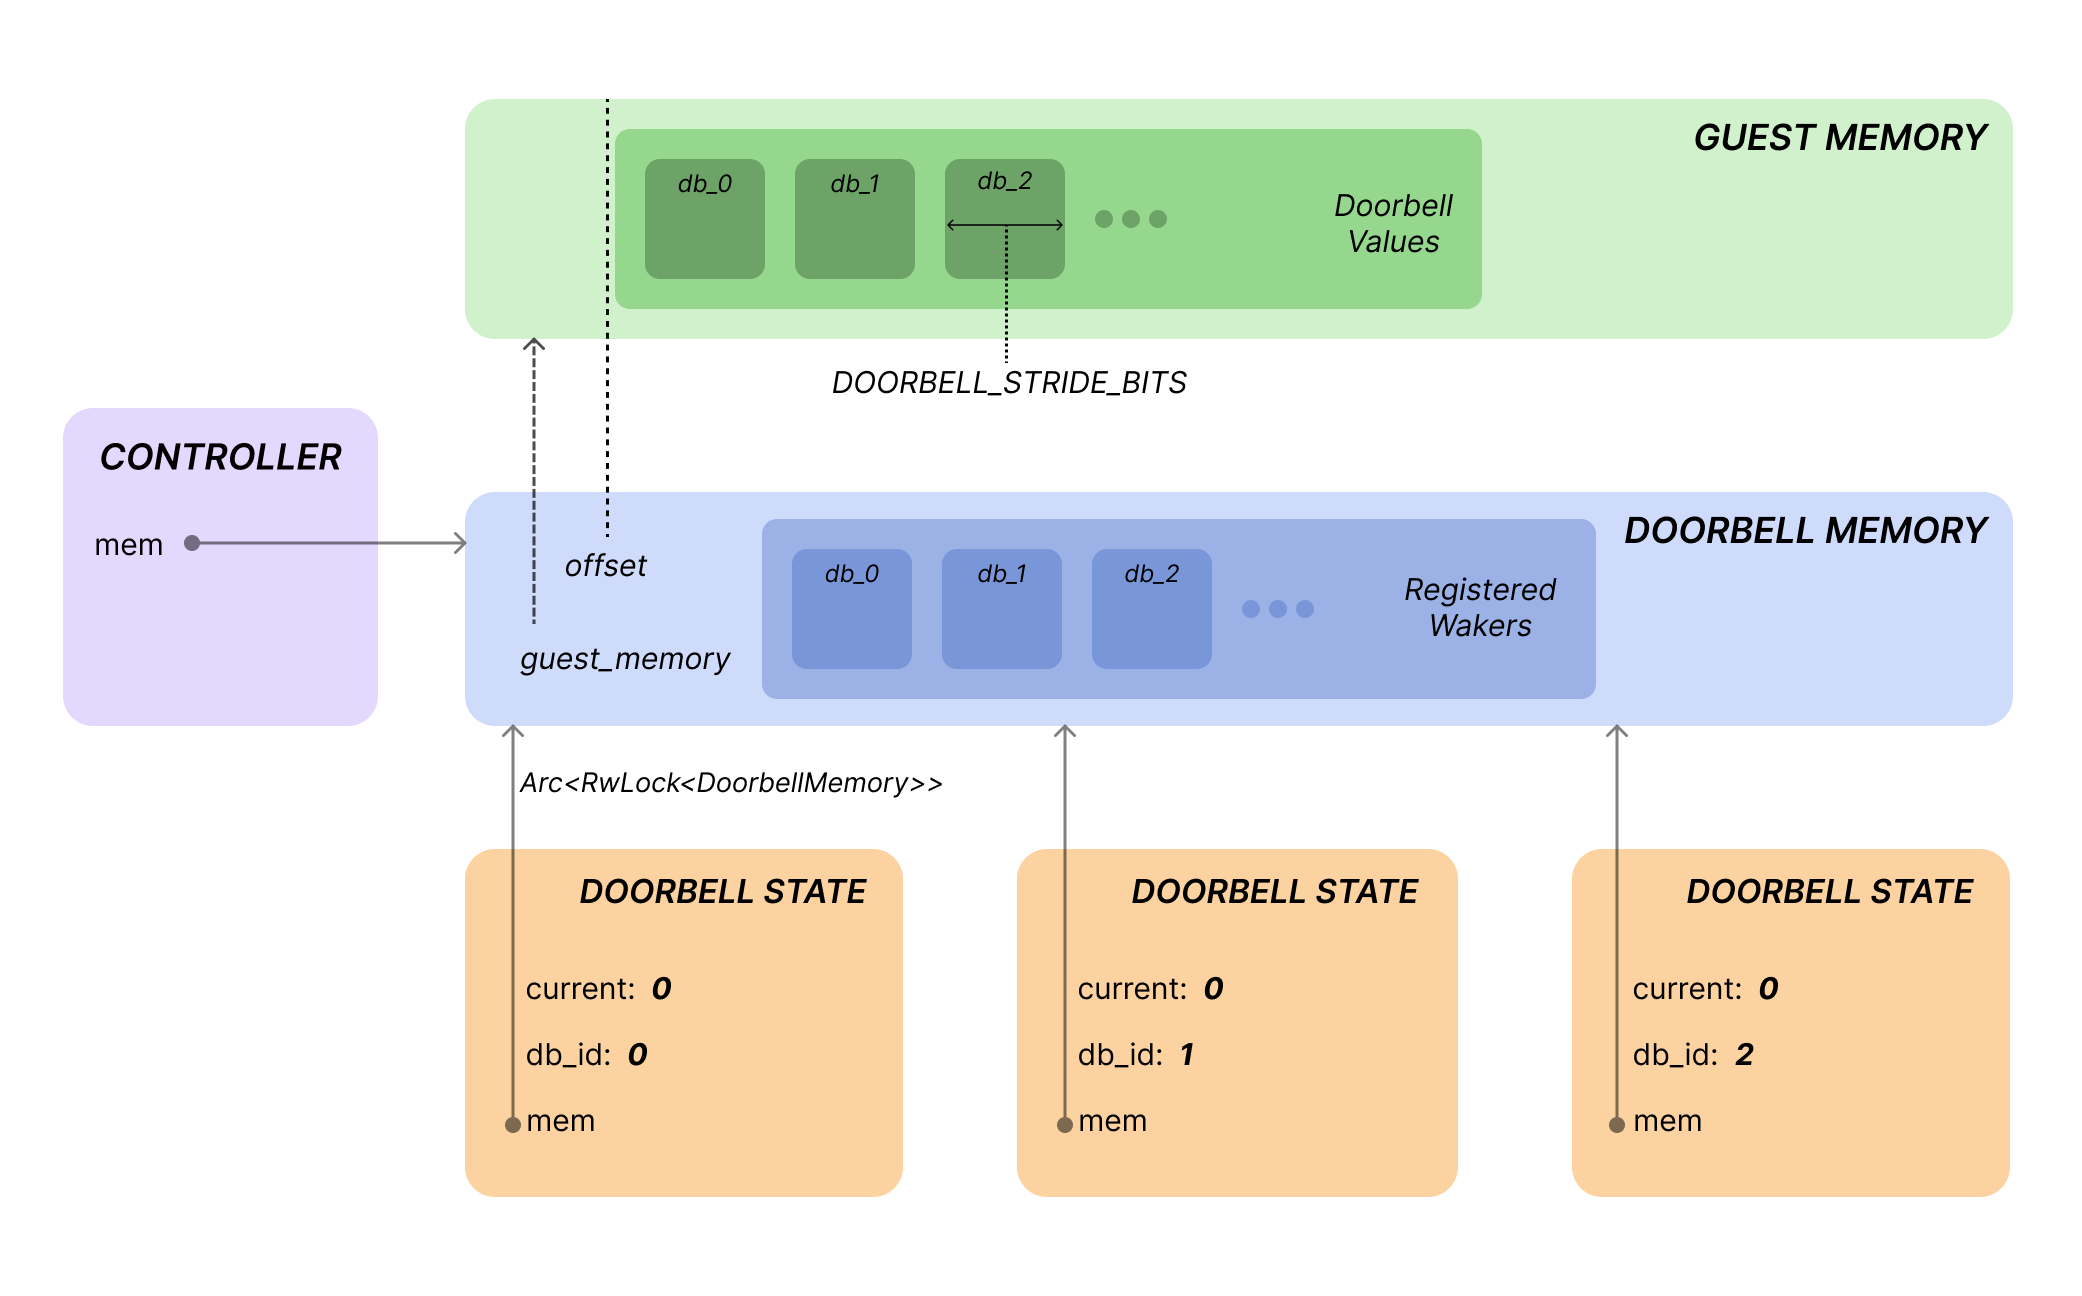 GUEST MEMORY
db_0
db_1
db_2
Doorbell
Values
DOORBELL_STRIDE_BITS
CONTROLLER
mem
DOORBELL MEMORY
offset
guest_memory
db_0
db_1
db_2
Registered
Wakers
Arc<RwLock<DoorbellMemory>>
DOORBELL STATE
current: 0
db_id: 0
mem
DOORBELL STATE
current: 0
db_id: 1
mem
DOORBELL STATE
current: 0
db_id: 2
mem